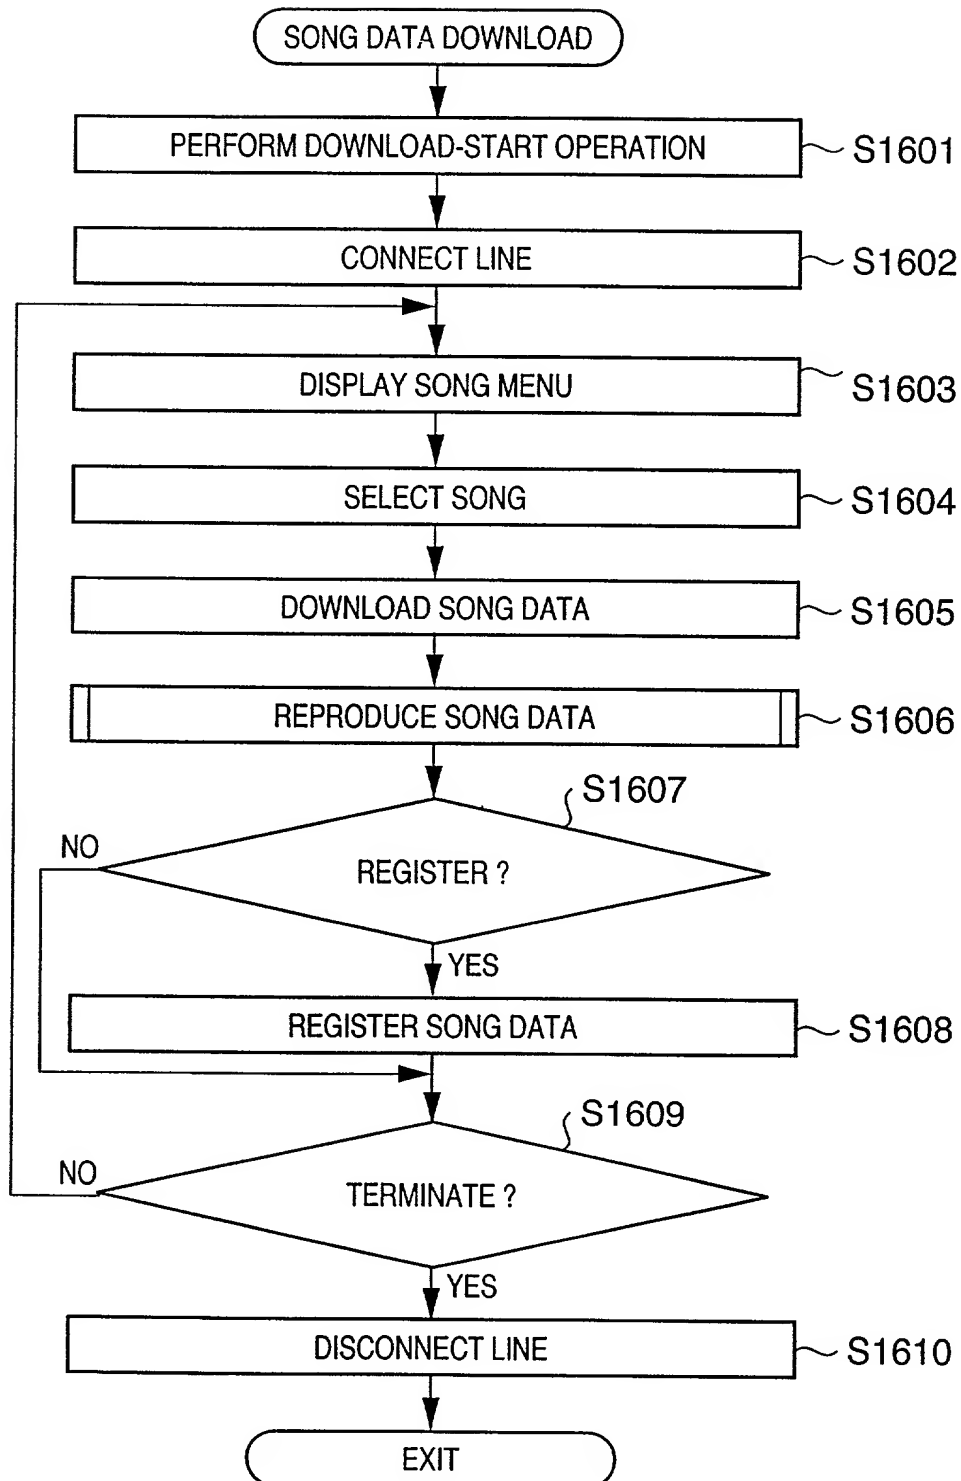 SONG DATA DOWNLOAD
PERFORM DOWNLOAD-START OPERATION
S1601
CONNECT LINE
S1602
DISPLAY SONG MENU
S1603
SELECT SONG
S1604
DOWNLOAD SONG DATA
S1605
REPRODUCE SONG DATA
S1606
S1607
NO
REGISTER ?
YES
REGISTER SONG DATA
S1608
S1609
NO
TERMINATE ?
YES
DISCONNECT LINE
S1610
EXIT